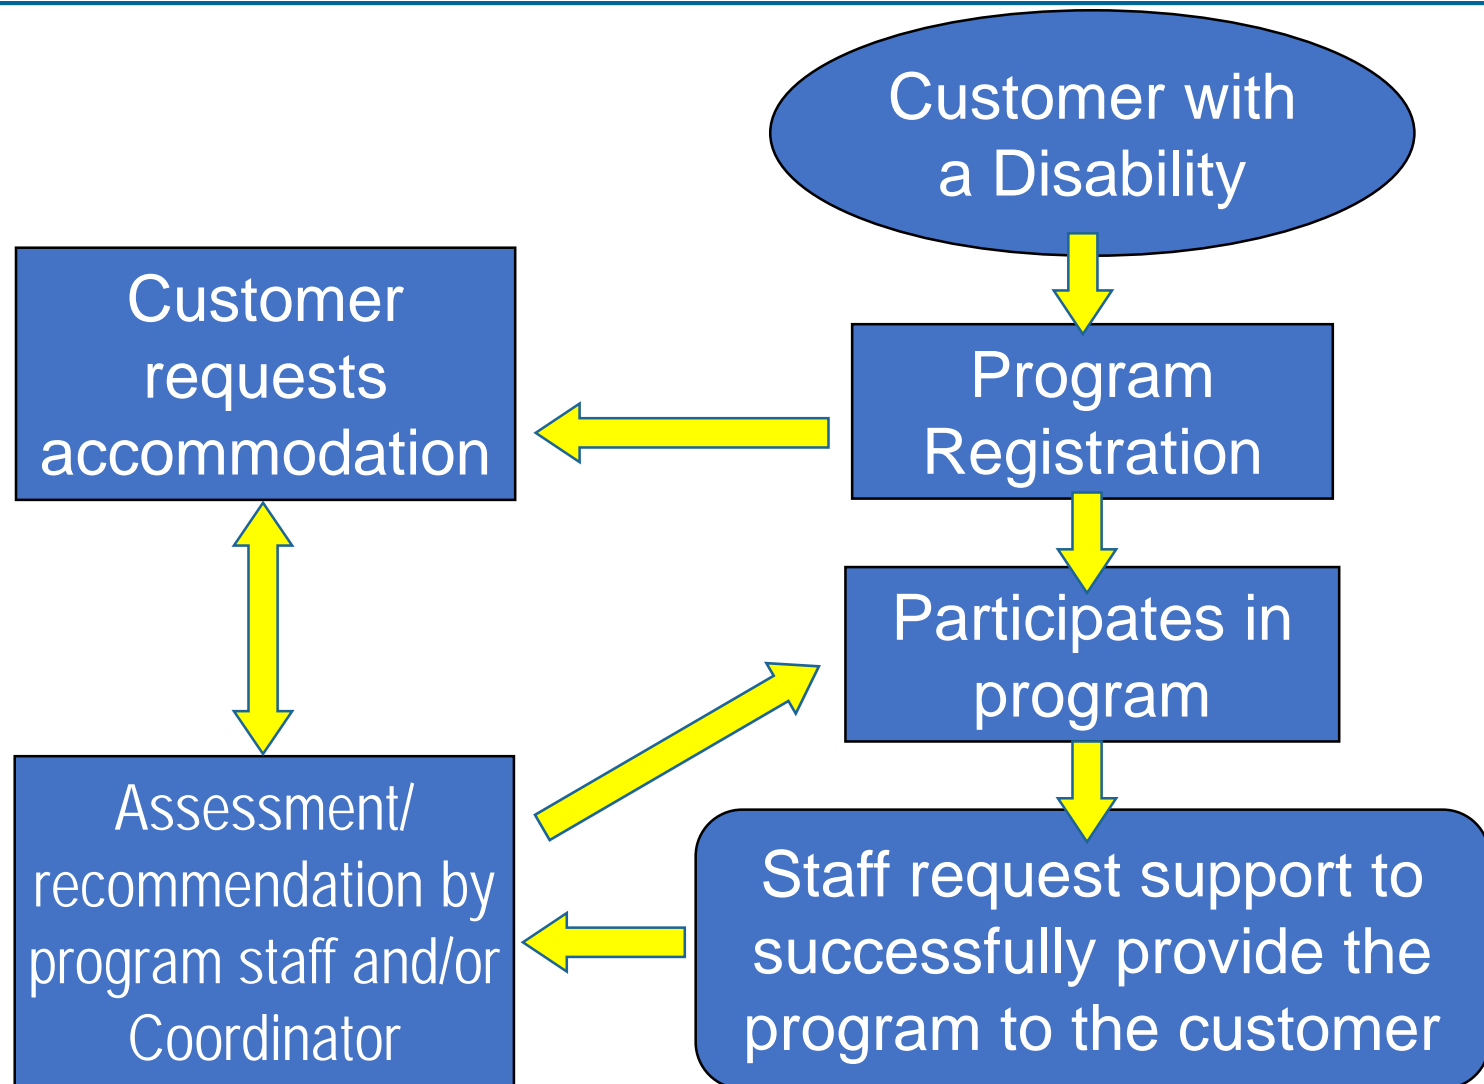 Customer with
a Disability
Customer
requests
accommodation
Program
Registration
Participates in
program
Assessment/
recommendation by
program staff and/or
Coordinator
Staff request support to
successfully provide the
program to the customer